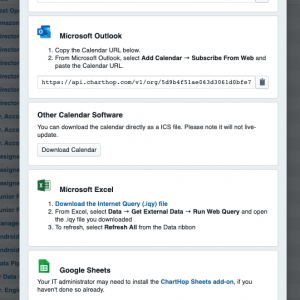 Microsoft Outlook
1. Copy the Calendar URL below.
2. From Microsoft Outlook, select Add Calendar → Subscribe From Web and
paste the Calendar URL.
https://api.charthop.com/v1/org/5d9b4f51ae063d3061d0bfe7
Other Calendar Software
You can download the calendar directly as a ICS file. Please note it will not live-
update.
Download Calendar
Microsoft Excel
1. Download the Internet Query (.iqy) file
2. From Excel, select Data → Get External Data → Run Web Query and open
the .iqy file you downloaded
3. To refresh, select Refresh All from the Data ribbon
Google Sheets
Your IT administrator may need to install the ChartHop Sheets add-on, if you
haven't done so already.